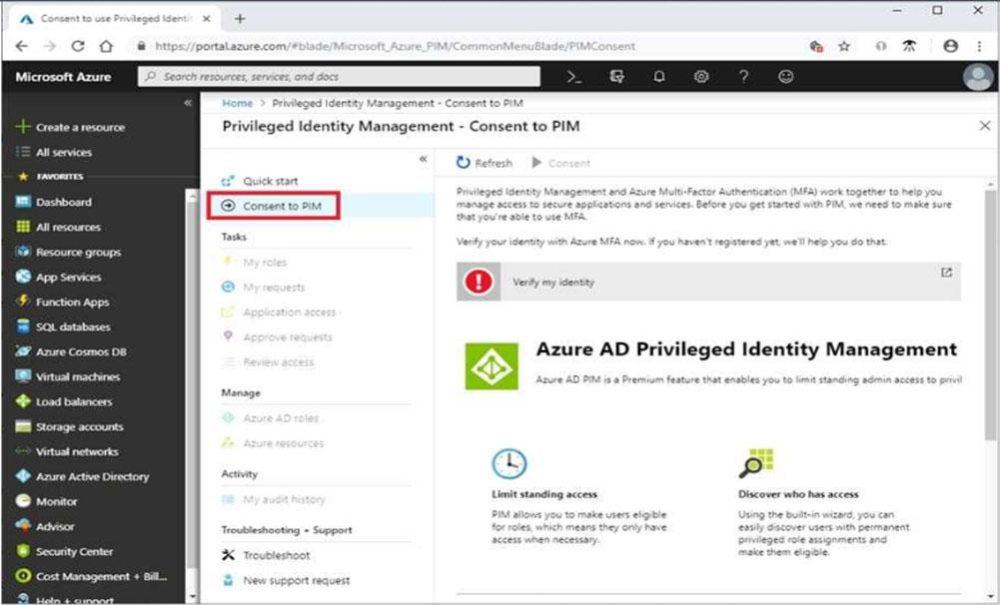 Consent to use Privileged Identi
https://portal.azure.com/#blade/Microsoft_Azure_PIM/CommonMenuBlade/PIMConsent
Microsoft Azure
Search resources, services, and docs
Create a resource
All services
FAVORITES
Dashboard
All resources
Resource groups
App Services
Function Apps
SQL databases
Azure Cosmos DB
Virtual machines
Load balancers
Storage accounts
Virtual networks
Azure Active Directory
Monitor
Advisor
Security Center
Cost Management + Bill...
Help + support
Home > Privileged Identity Management - Consent to PIM
Privileged Identity Management - Consent to PIM
Quick start
Consent to PIM
Tasks
My roles
My requests
Application access
Approve requests
Review access
Manage
Azure AD roles
Azure resources
Activity
My audit history
Troubleshooting + Support
Troubleshoot
New support request
Refresh Consent
Privileged Identity Management and Azure Multi-Factor Authentication (MFA) work together to help you
manage access to secure applications and services. Before you get started with PIM, we need to make sure
that you're able to use MFA.
Verify your identity with Azure MFA now. If you haven't registered yet, we'll help you do that.
Verify my identity
Azure AD Privileged Identity Management
Azure AD PIM is a Premium feature that enables you to limit standing admin access to privil
Limit standing access
PIM allows you to make users eligible
for roles, which means they only have
access when necessary.
Discover who has access
Using the built-in wizard, you can
easily discover users with permanent
privileged role assignments and
make them eligible.